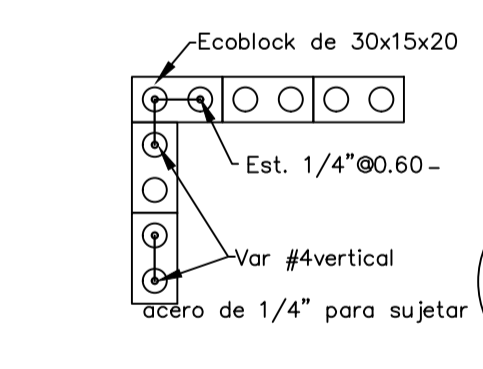 Ecoblock de 30x15x20
Est. 1/4"@0.60-
Var #4vertical
acero de 1/4" para sujetar